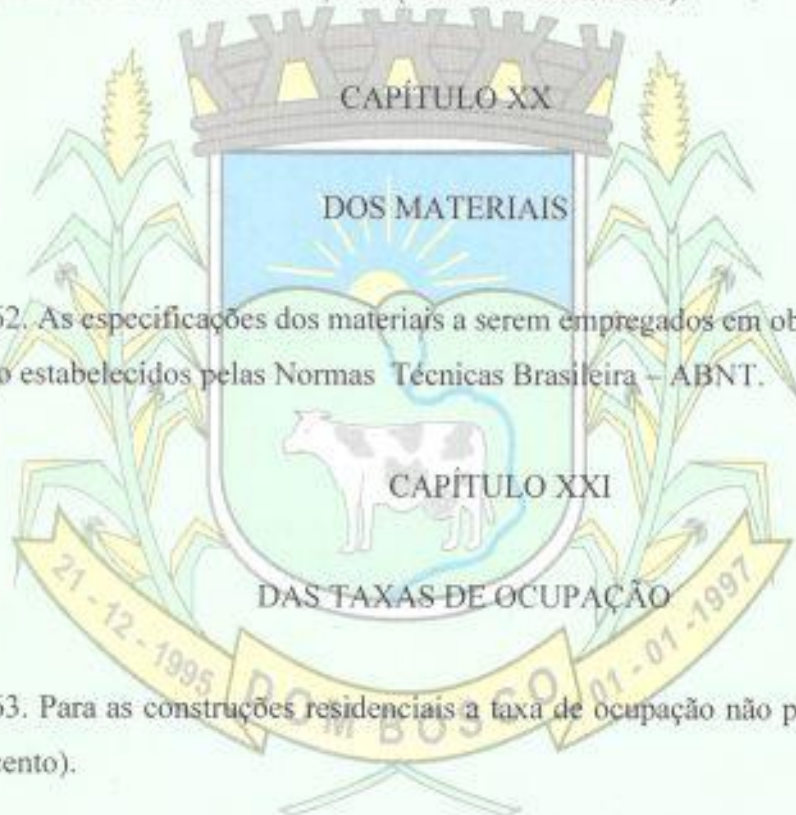 CAPÍTULO XX
DOS MATERIAIS
62. As especificações dos materiais a serem empregados em ob
o estabelecidos pelas Normas Técnicas Brasileira – ABNT.
CAPÍTULO XXI
DAS TAXAS DE OCUPAÇÃO
21 - 12 - 1995 DOM BOSCO 01 - 01 - 1997
63. Para as construções residenciais a taxa de ocupação não p
cento).